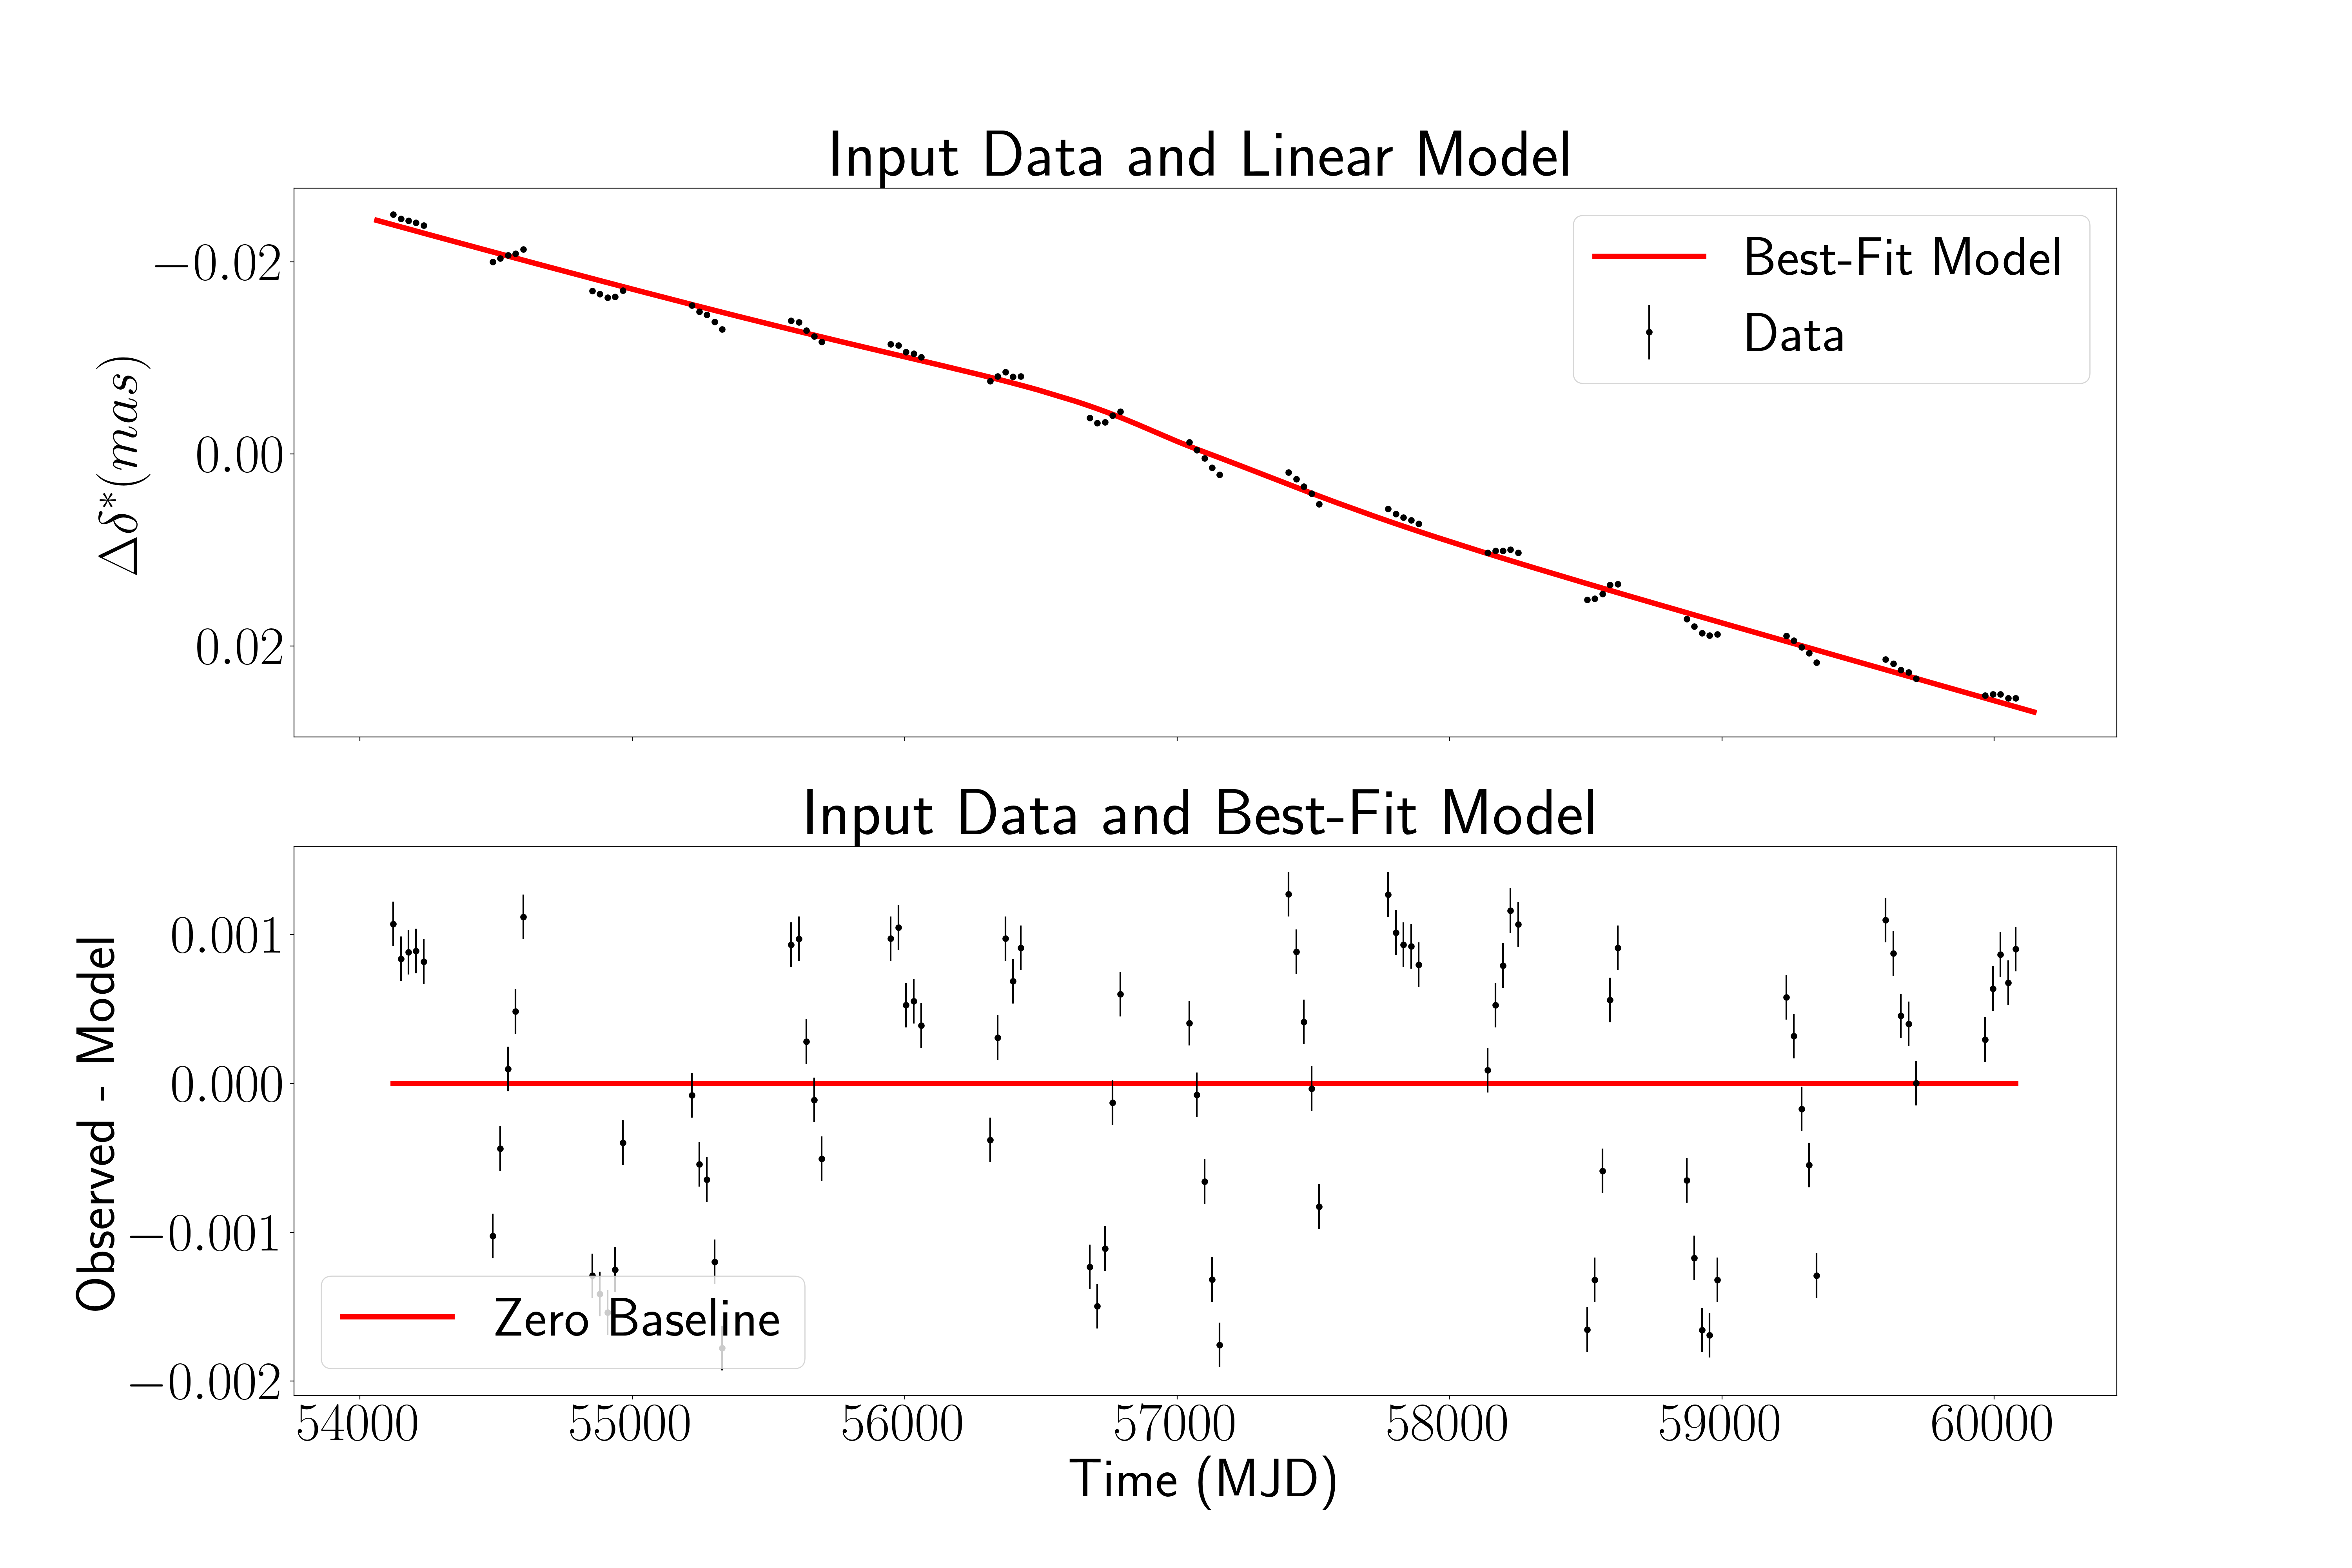 Input Data and Linear Model
Best-Fit Model
Data
−0.02
0.00
0.02
Δδ*(mas)
Input Data and Best-Fit Model
0.001
0.000
−0.001
−0.002
Observed - Model
Zero Baseline
54000 55000 56000 57000 58000 59000 60000
Time (MJD)